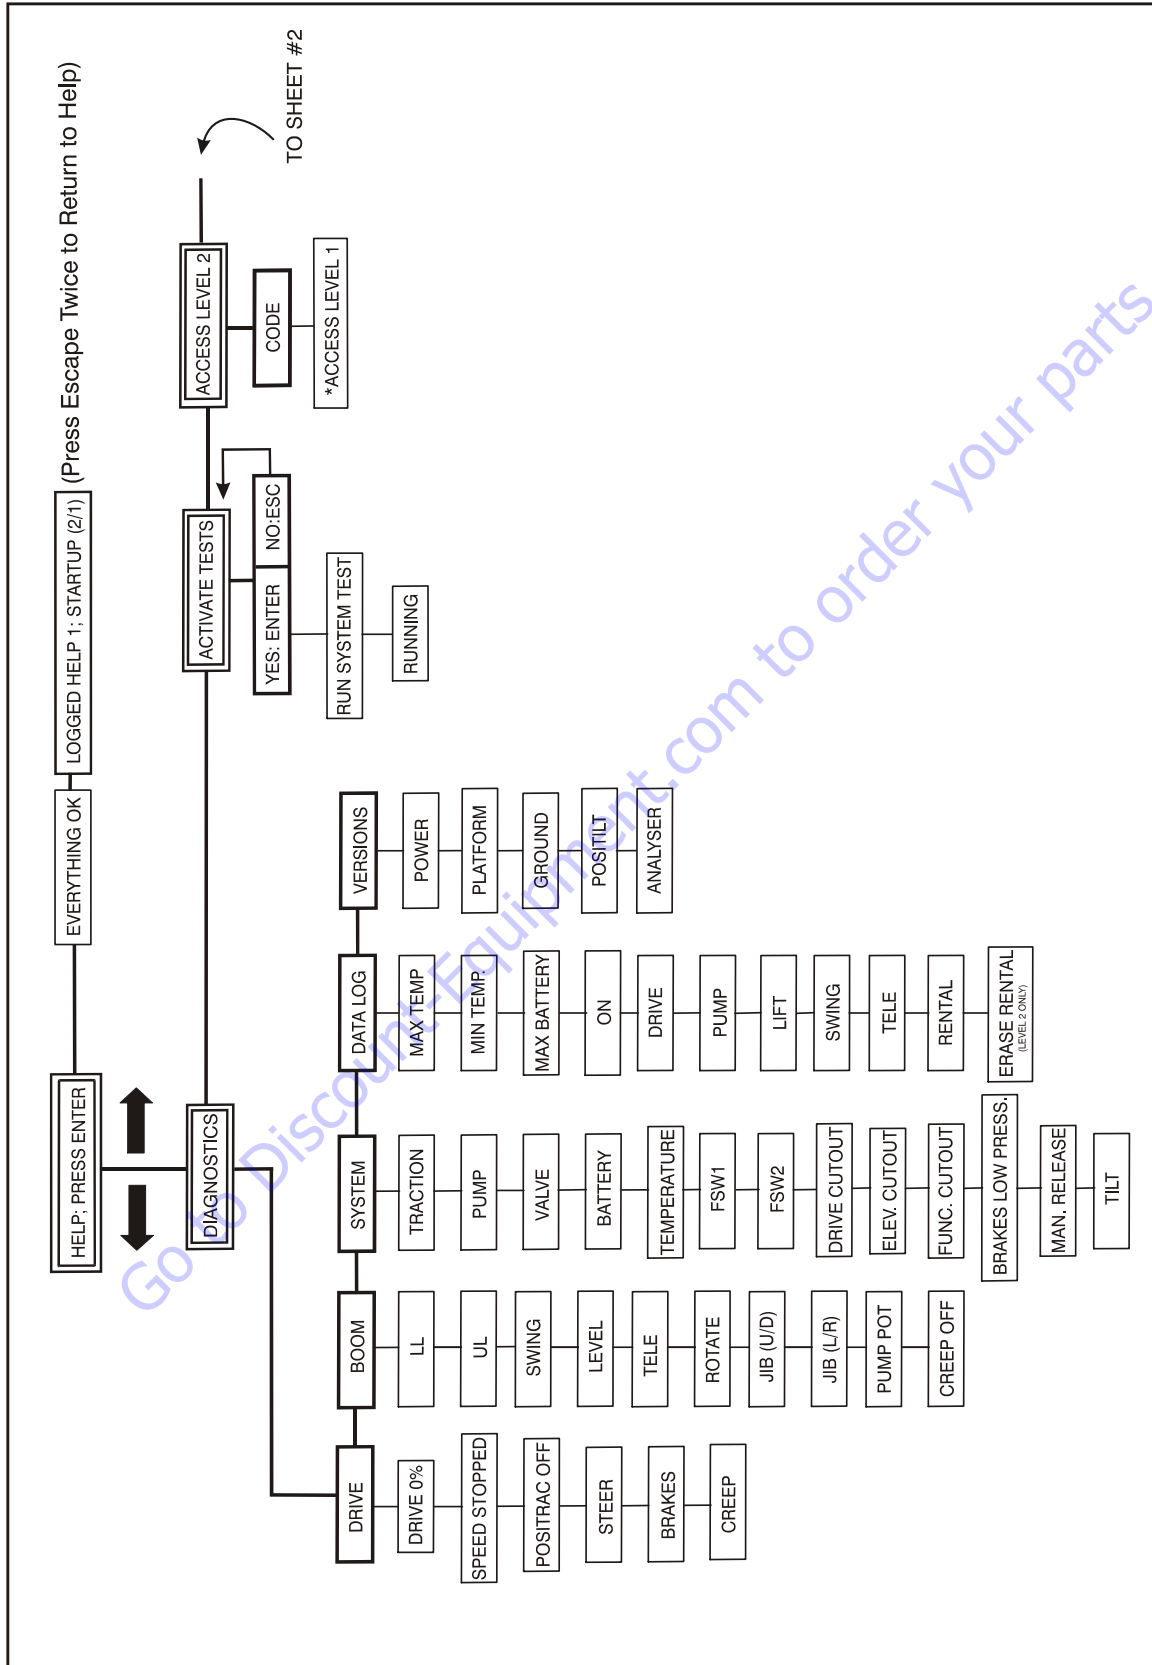 HELP; PRESS ENTER
EVERYTHING OK
LOGGED HELP 1; STARTUP (2/1)
(Press Escape Twice to Return to Help)
DIAGNOSTICS
ACTIVATE TESTS
ACCESS LEVEL 2
TO SHEET #2
YES: ENTER
NO:ESC
RUN SYSTEM TEST
RUNNING
CODE
*ACCESS LEVEL 1
DRIVE
DRIVE 0%
SPEED STOPPED
POSITRAC OFF
STEER
BRAKES
CREEP
BOOM
LL
UL
SWING
LEVEL
TELE
ROTATE
JIB (U/D)
JIB (L/R)
PUMP POT
CREEP OFF
SYSTEM
TRACTION
PUMP
VALVE
BATTERY
TEMPERATURE
FSW1
FSW2
DRIVE CUTOUT
ELEV. CUTOUT
FUNC. CUTOUT
BRAKES LOW PRESS.
MAN. RELEASE
TILT
DATA LOG
MAX TEMP
MIN TEMP.
MAX BATTERY
ON
DRIVE
PUMP
LIFT
SWING
TELE
RENTAL
ERASE RENTAL
(LEVEL 2 ONLY)
VERSIONS
POWER
PLATFORM
GROUND
POSITILT
ANALYSER
Go to Discount-Equipment.com to order your parts